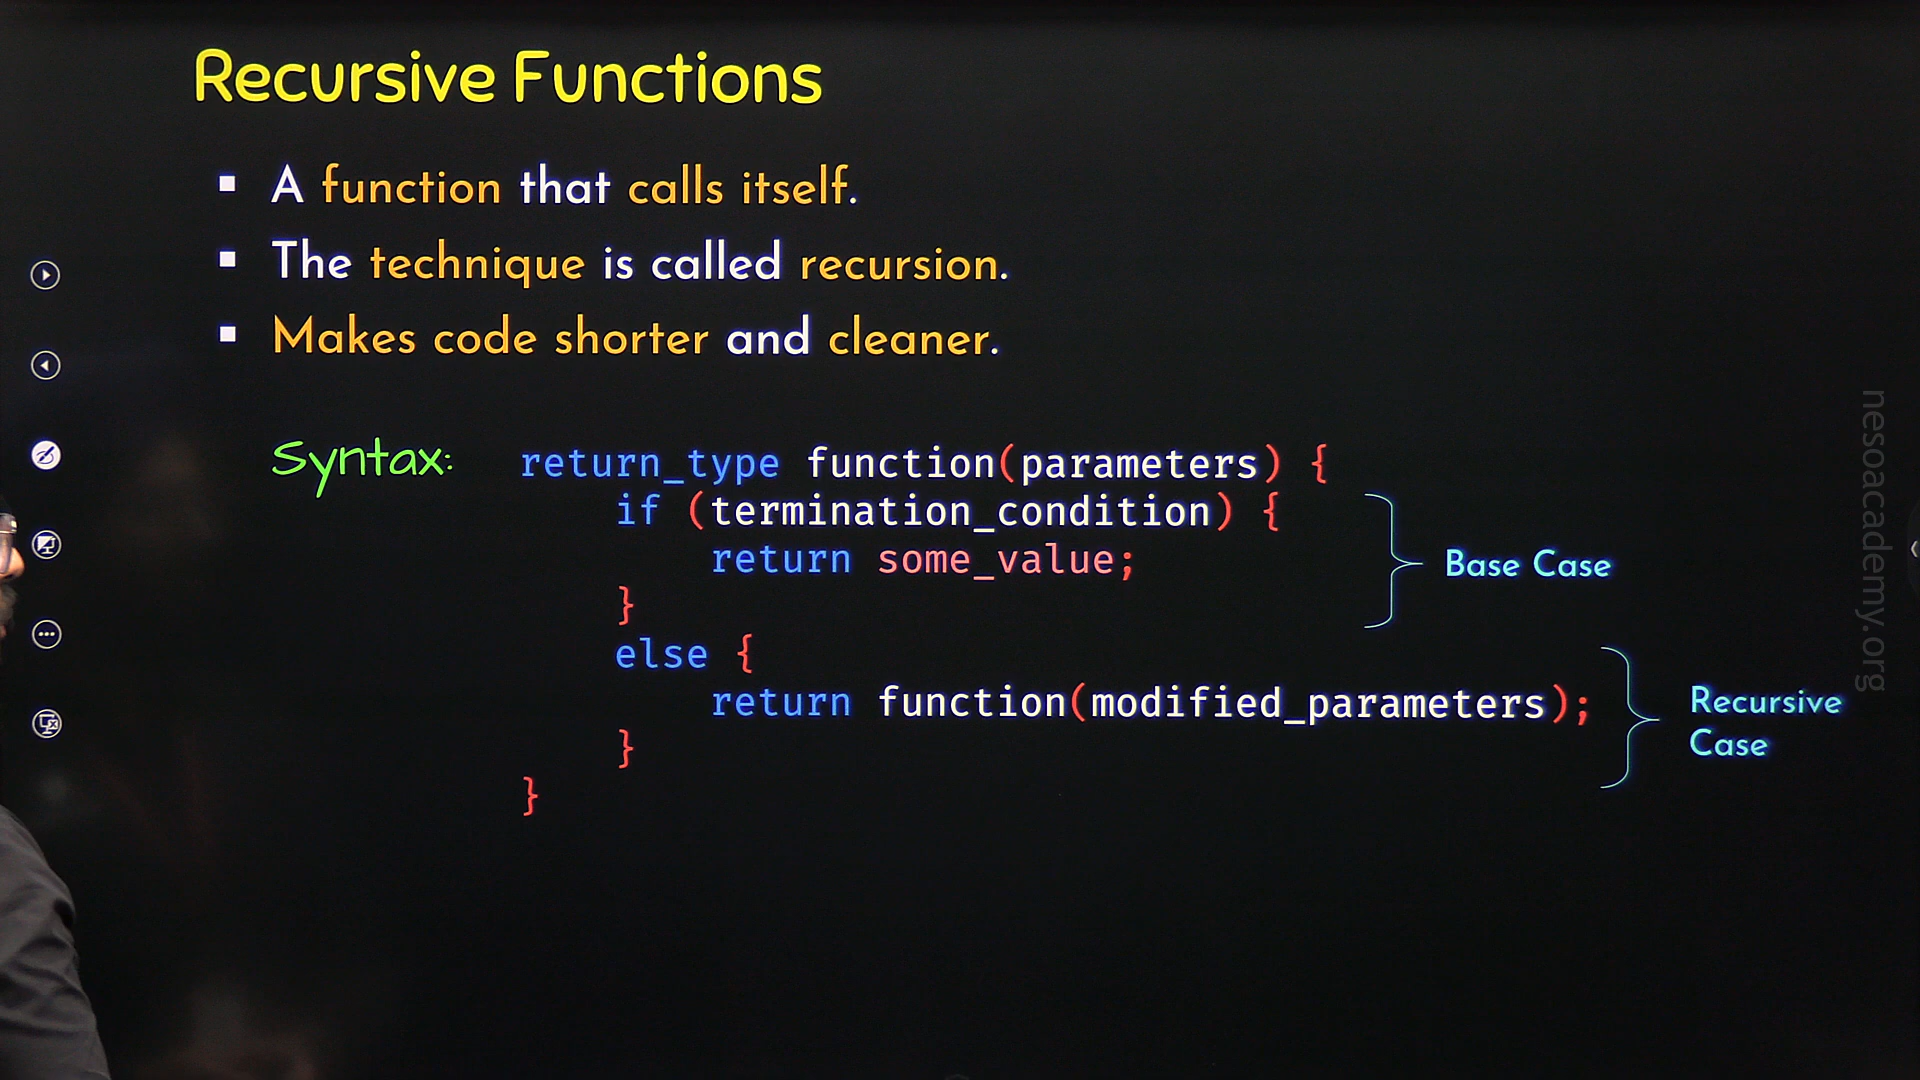 Recursive Functions
▪ A function that calls itself.
▪ The technique is called recursion.
▪ Makes code shorter and cleaner.
Syntax:
return_type function(parameters) {
    if (termination_condition) {
        return some_value;
    }
    else {
        return function(modified_parameters);
    }
}
Base Case
Recursive
Case
nesoacademy.org